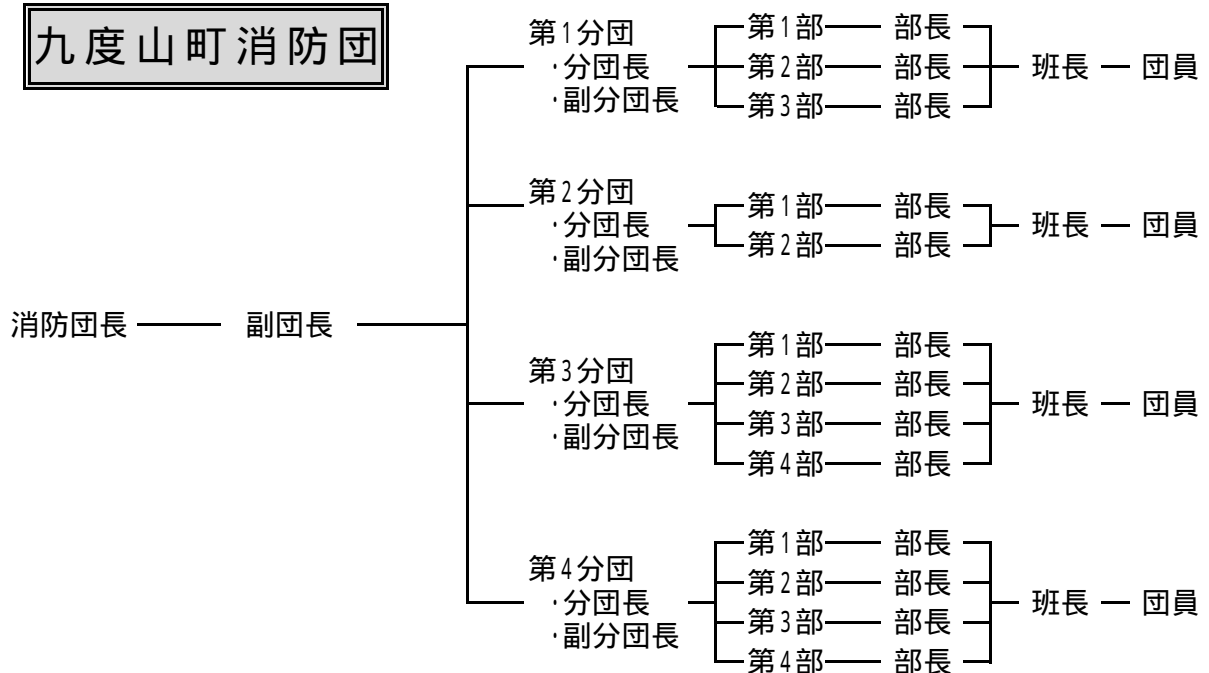 九度山町消防団
第1分団
・分団長
・副分団長
第1部 部長
第2部 部長
第3部 部長
班長 団員
第2分団
・分団長
・副分団長
第1部 部長
第2部 部長
班長 団員
消防団長 副団長
第3分団
・分団長
・副分団長
第1部 部長
第2部 部長
第3部 部長
第4部 部長
班長 団員
第4分団
・分団長
・副分団長
第1部 部長
第2部 部長
第3部 部長
第4部 部長
班長 団員